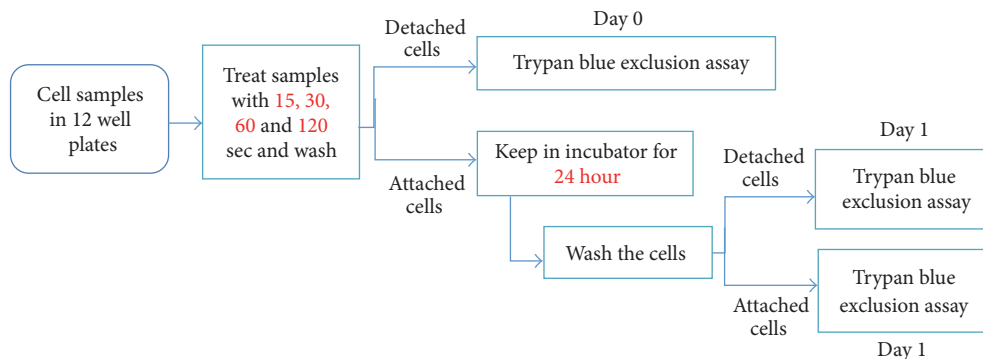 Cell samples
in 12 well
plates
Treat samples
with 15, 30,
60 and 120
sec and wash
Detached
cells
Day 0
Trypan blue exclusion assay
Attached
cells
Keep in incubator for
24 hour
Wash the cells
Detached
cells
Day 1
Trypan blue
exclusion assay
Attached
cells
Trypan blue
exclusion assay
Day 1